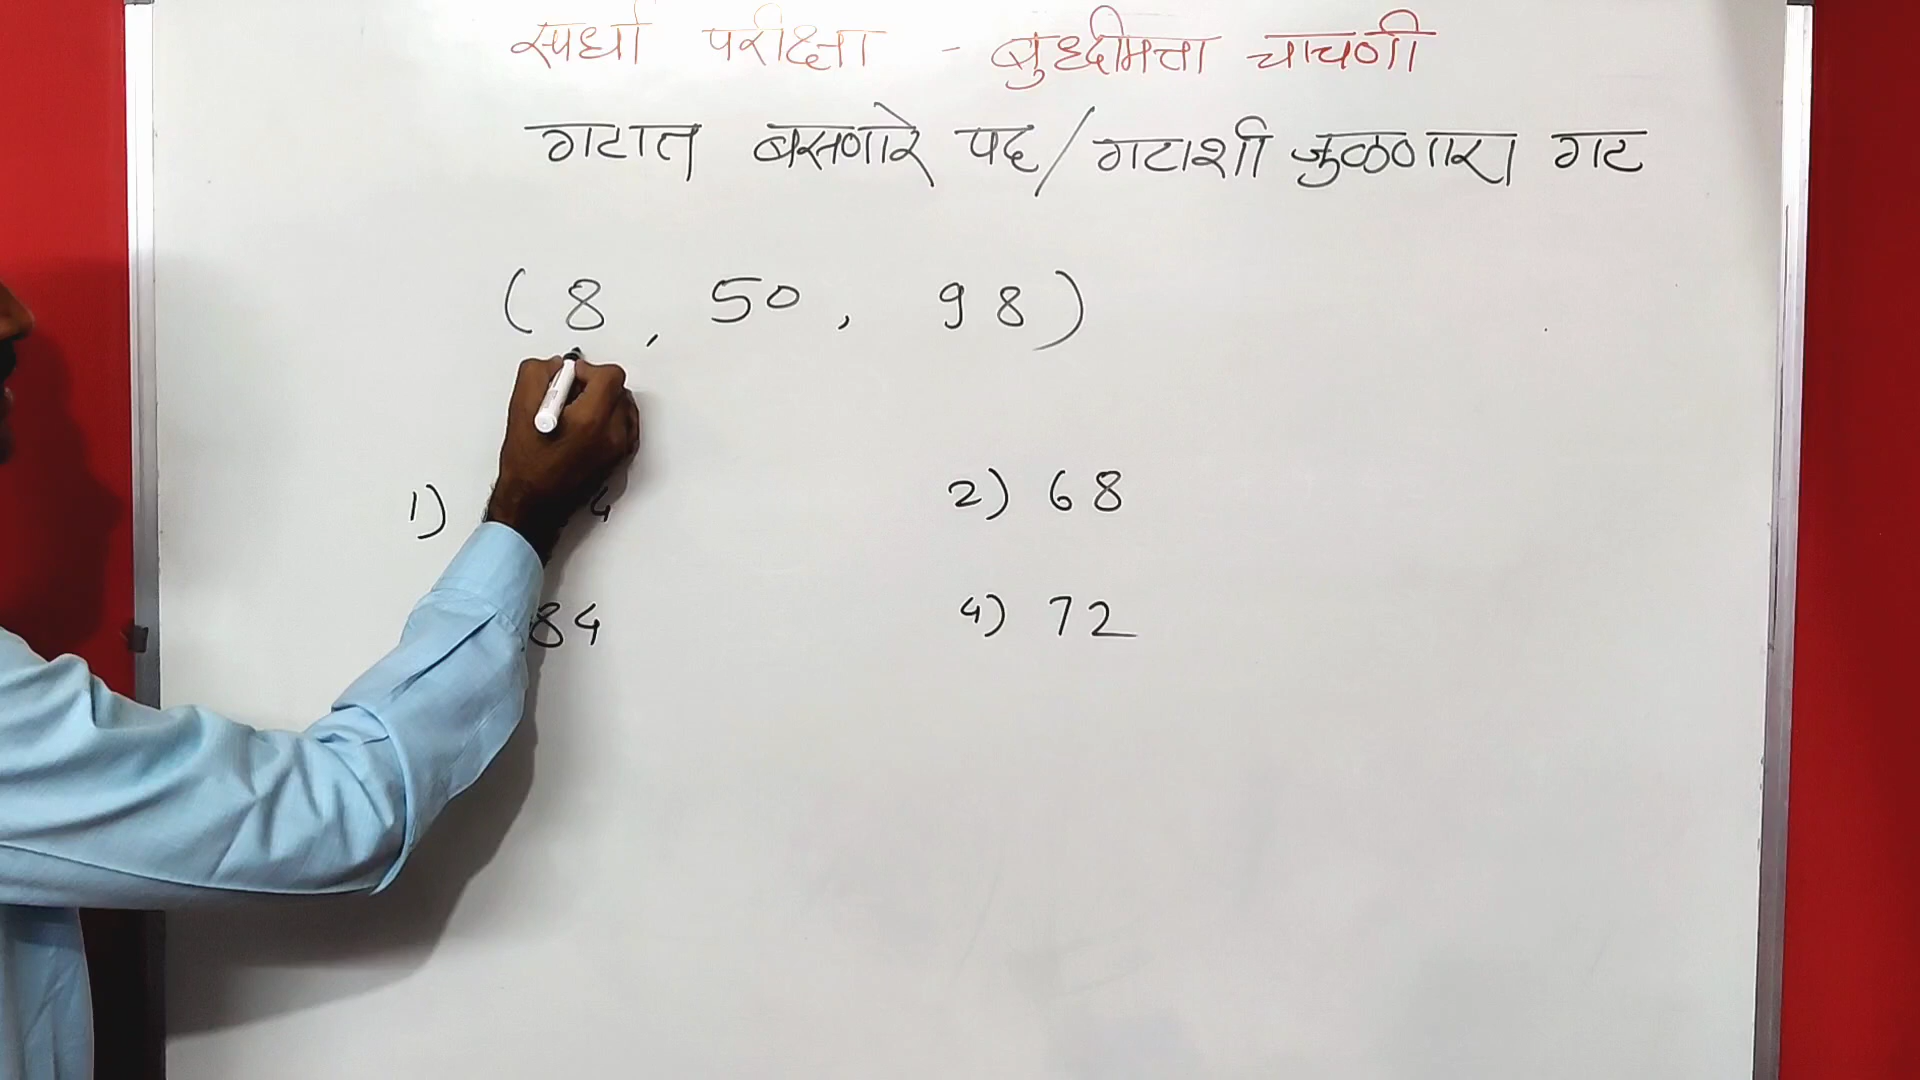 स्पर्धा परीक्षा - बुध्दीमत्ता चाचणी
गटात बसणारे पद/गटाशी जुळणारा गट
(8, 50, 98)
1) 2) 68
84 4) 72